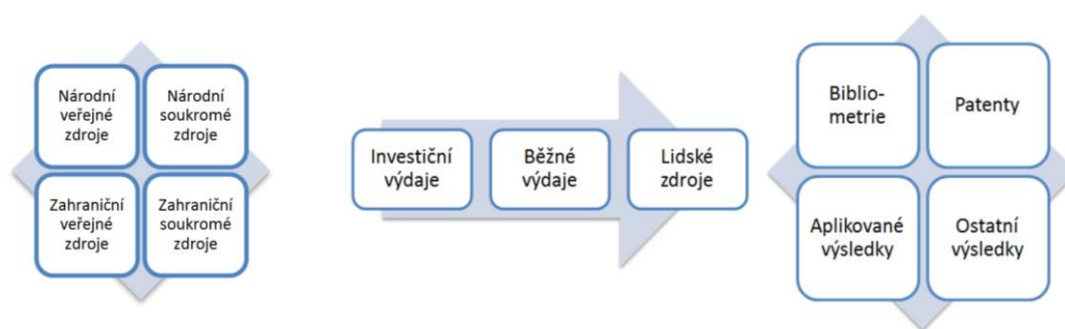 Národní
veřejné
zdroje
Národní
soukromé
zdroje
Zahraniční
veřejné
zdroje
Zahraniční
soukromé
zdroje
Investiční
výdaje
Běžné
výdaje
Lidské
zdroje
Biblio-
metrie
Patenty
Aplikované
výsledky
Ostatní
výsledky